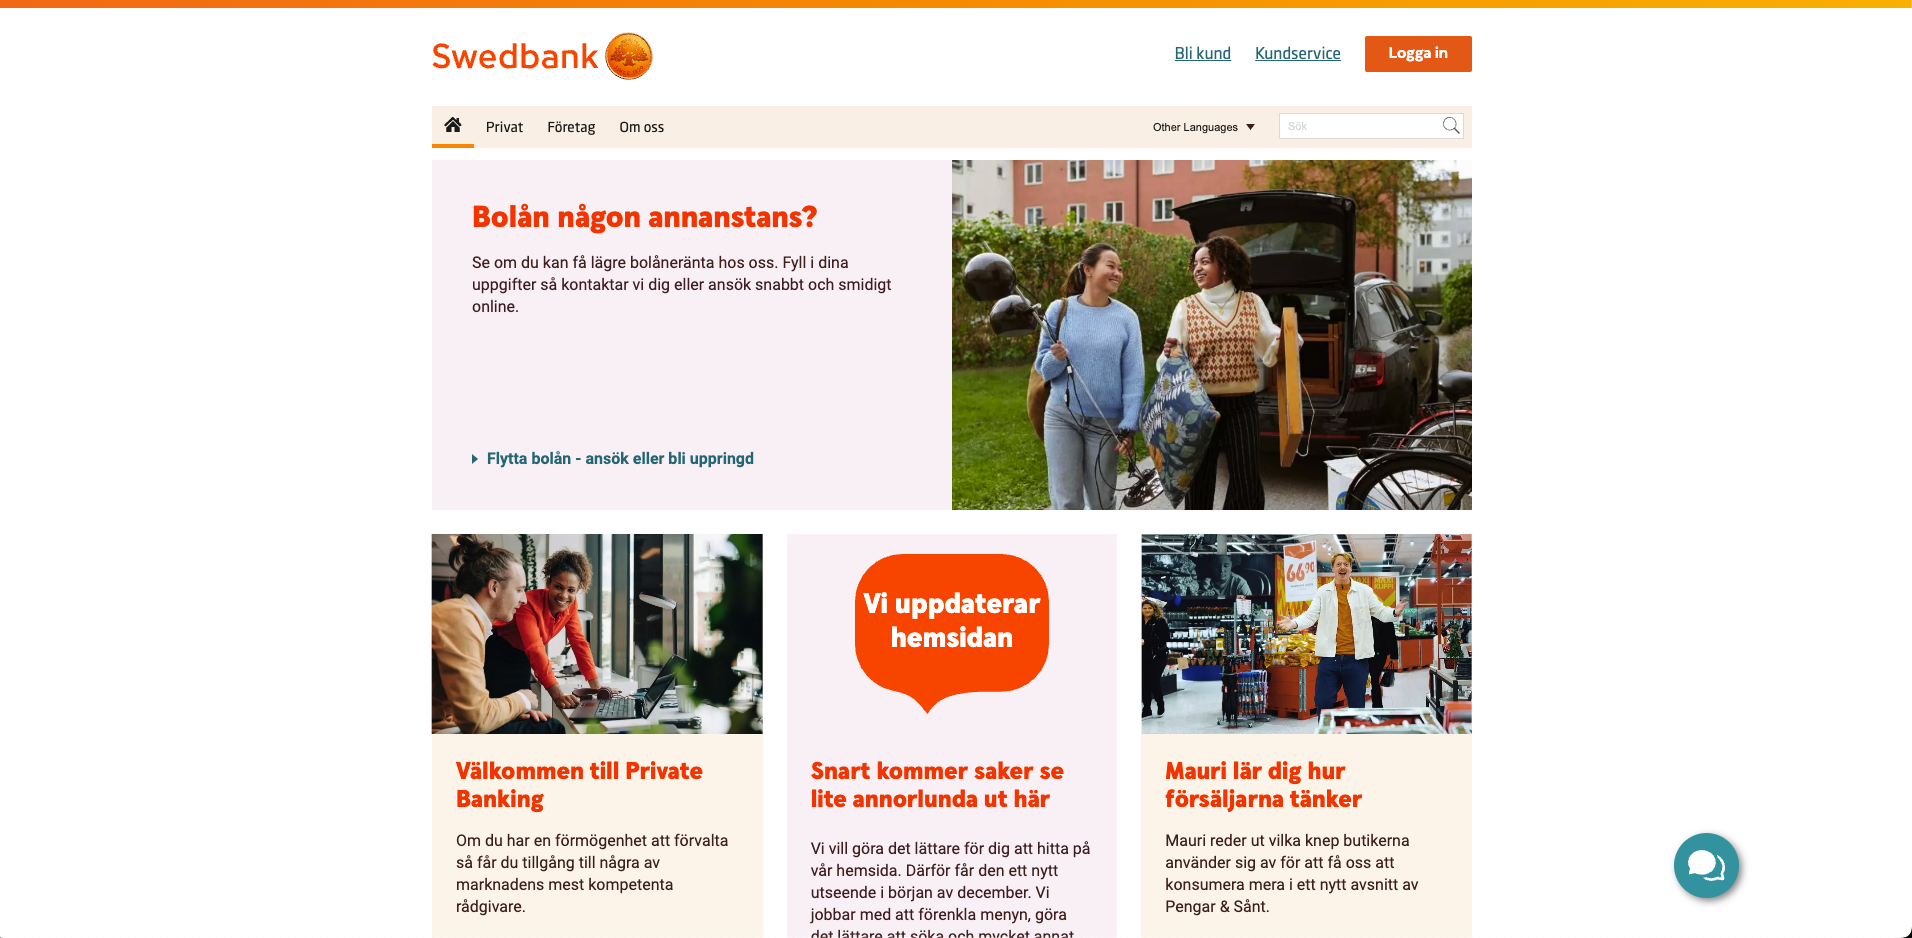 Swedbank
Bli kund
Kundservice
Logga in
Privat
Företag
Om oss
Other Languages
Sök
Bolån någon annanstans?
Se om du kan få lägre bolåneränta hos oss. Fyll i dina
uppgifter så kontaktar vi dig eller ansök snabbt och smidigt
online.
Flytta bolån - ansök eller bli uppringd
Vi uppdaterar
hemsidan
66.90
Välkommen till Private
Banking
Om du har en förmögenhet att förvalta
så får du tillgång till några av
marknadens mest kompetenta
rådgivare.
Snart kommer saker se
lite annorlunda ut här
Vi vill göra det lättare för dig att hitta på
vår hemsida. Därför får den ett nytt
utseende i början av december. Vi
jobbar med att förenkla menyn, göra
det lättare att söka och mycket annat
Mauri lär dig hur
försäljarna tänker
Mauri reder ut vilka knep butikerna
använder sig av för att få oss att
konsumera mera i ett nytt avsnitt av
Pengar & Sånt.